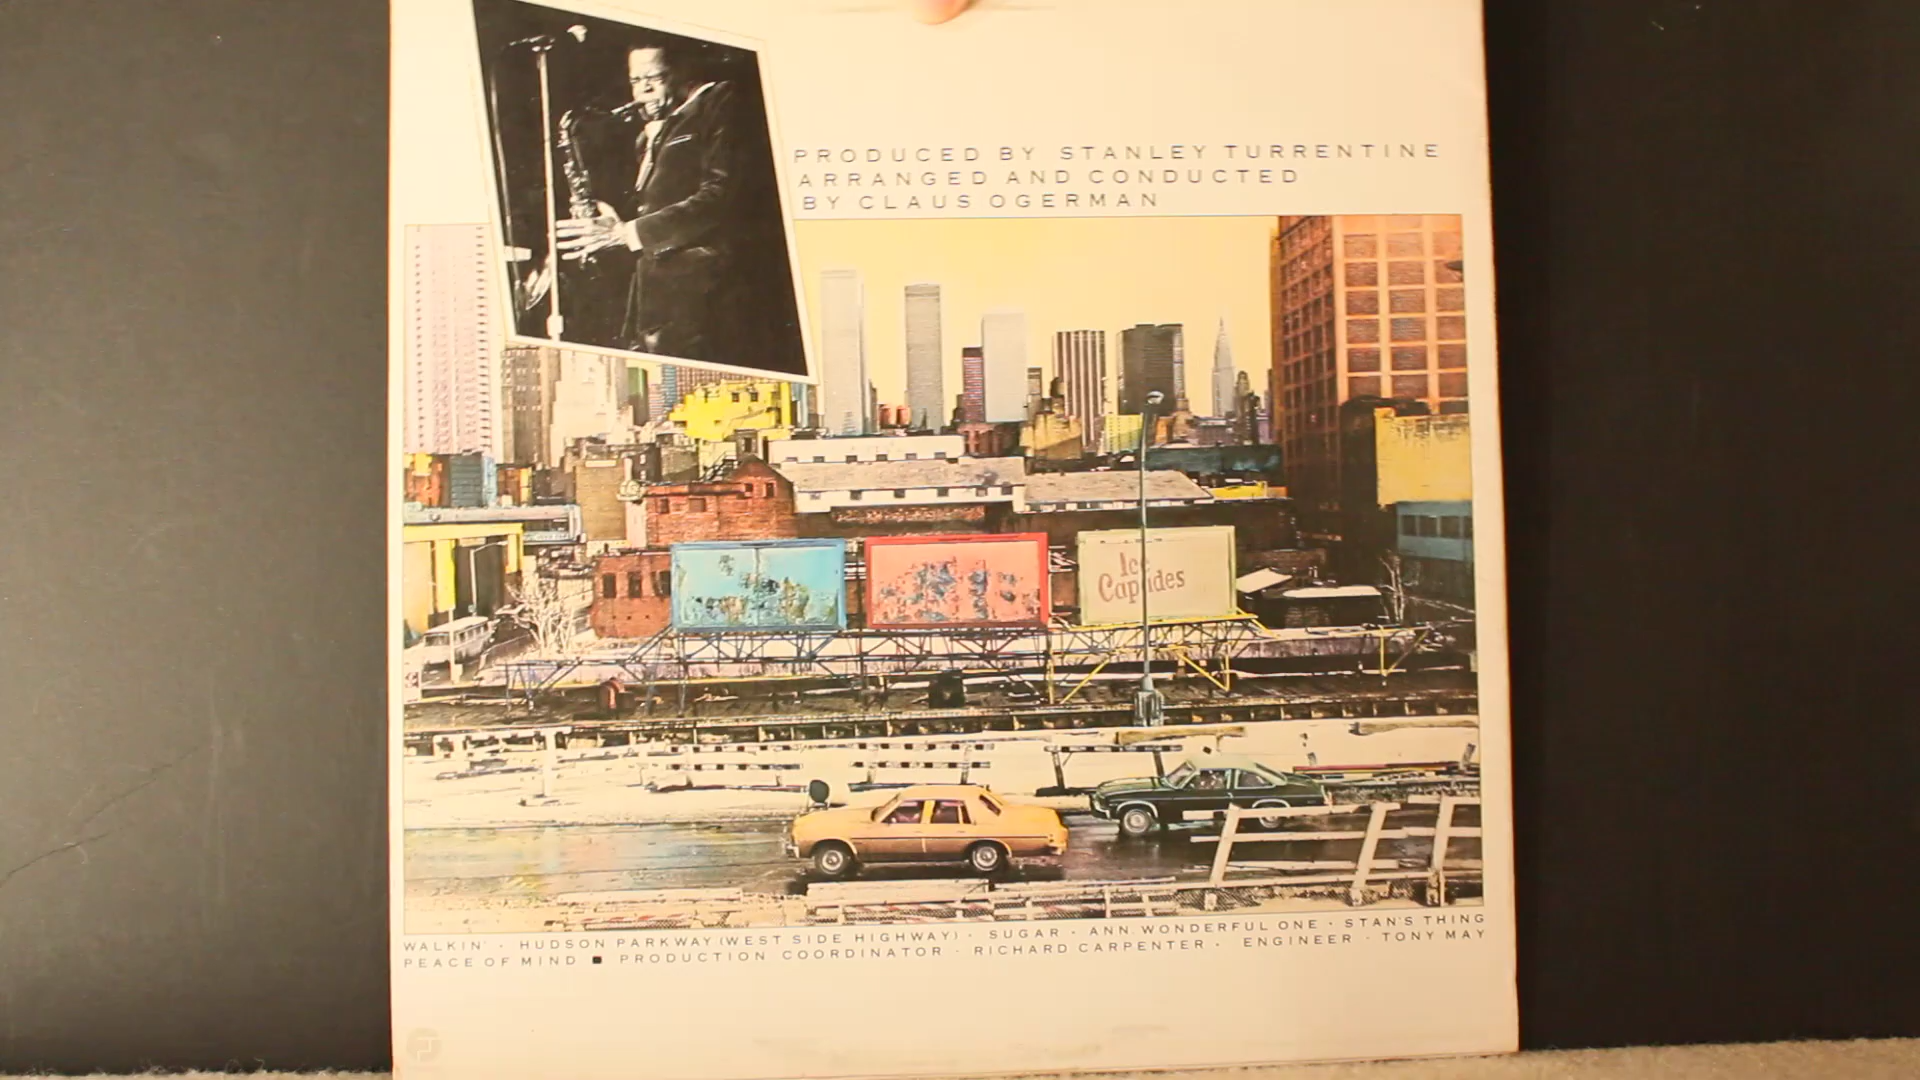 PRODUCED BY STANLEY TURRENTINE
ARRANGED AND CONDUCTED
BY CLAUS OGERMAN
Ice
Capades
WALKIN' · HUDSON PARKWAY (WEST SIDE HIGHWAY) · SUGAR · ANN, WONDERFUL ONE · STAN'S THING
PEACE OF MIND ■ PRODUCTION COORDINATOR · RICHARD CARPENTER · ENGINEER · TONY MAY